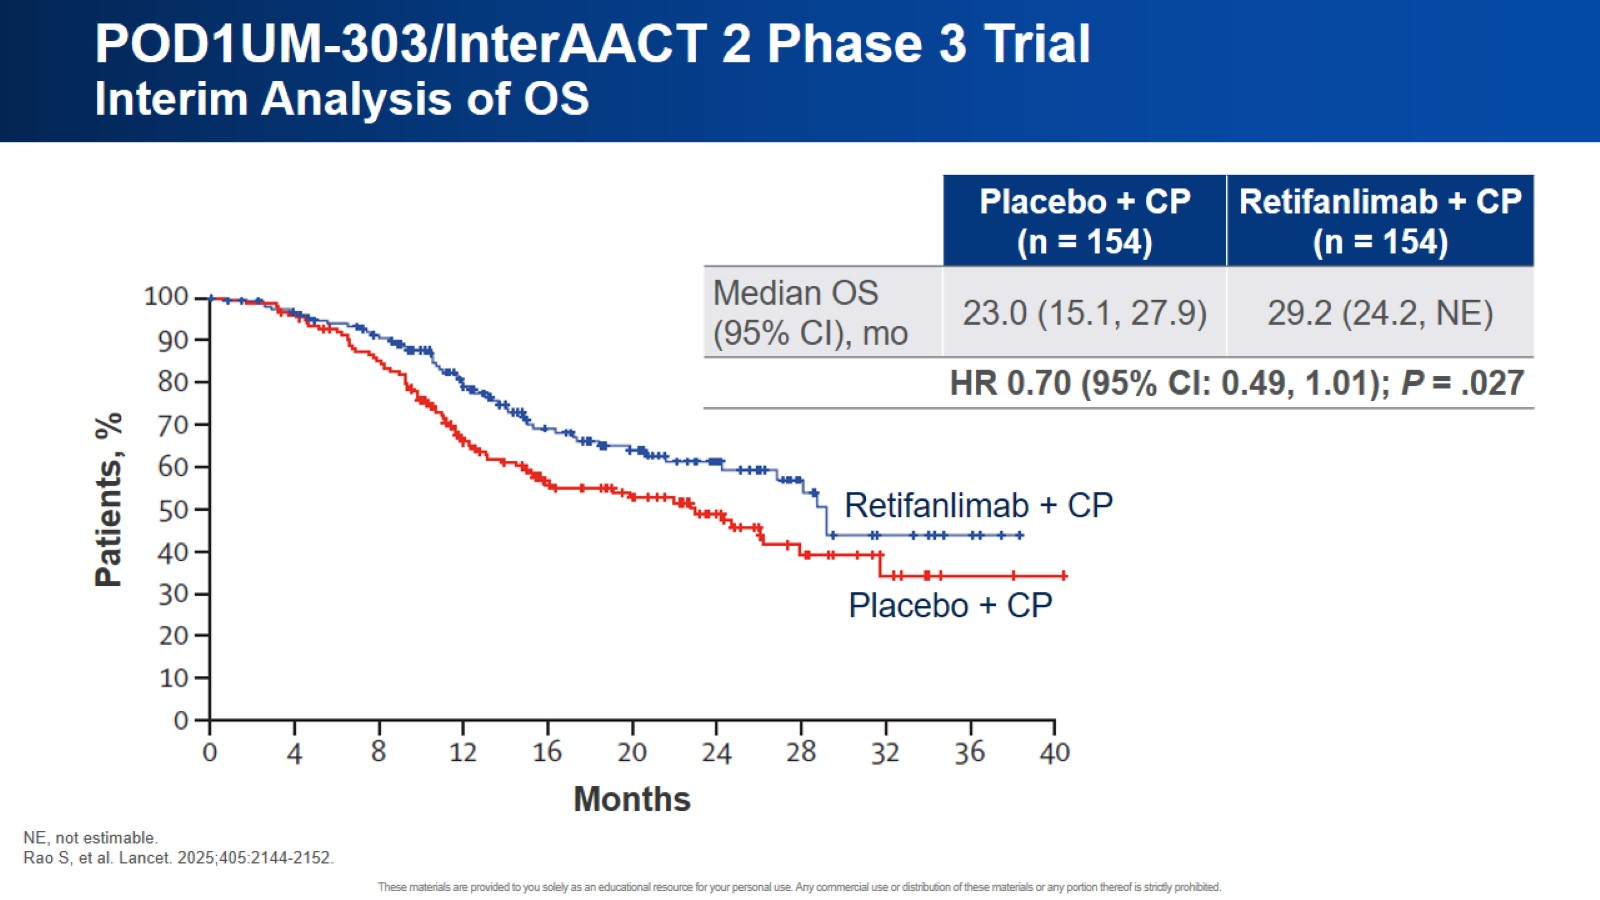 POD1UM-303/InterAACT 2 Phase 3 Trial
Interim Analysis of OS
Placebo + CP
(n = 154)
Retifanlimab + CP
(n = 154)
Median OS
(95% CI), mo
23.0 (15.1, 27.9)
29.2 (24.2, NE)
HR 0.70 (95% CI: 0.49, 1.01); P = .027
Patients, %
100
90
80
70
60
50
40
30
20
10
0
Retifanlimab + CP
Placebo + CP
0 4 8 12 16 20 24 28 32 36 40
Months
NE, not estimable.
Rao S, et al. Lancet. 2025;405:2144-2152.
These materials are provided to you solely as an educational resource for your personal use. Any commercial use or distribution of these materials or any portion thereof is strictly prohibited.